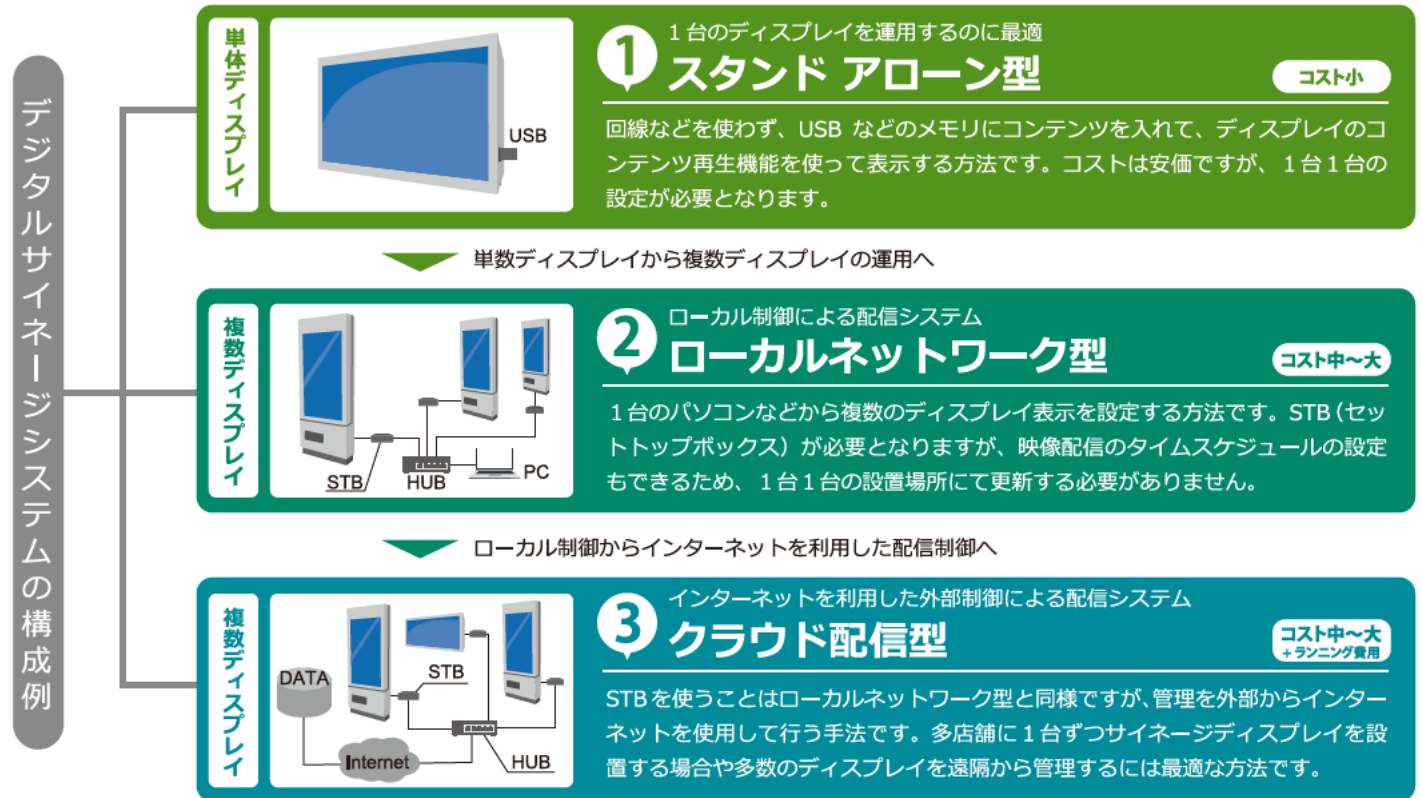 デジタルサイネージシステムの構成例
単体ディスプレイ
USB
1 1台のディスプレイを運用するのに最適
スタンド アローン型
コスト小
回線などを使わず、USB などのメモリにコンテンツを入れて、ディスプレイのコ
ンテンツ再生機能を使って表示する方法です。コストは安価ですが、1台1台の
設定が必要となります。
単数ディスプレイから複数ディスプレイの運用へ
複数ディスプレイ
STB
HUB
PC
2 ローカル制御による配信システム
ローカルネットワーク型
コスト中〜大
1台のパソコンなどから複数のディスプレイ表示を設定する方法です。STB(セッ
トトップボックス)が必要となりますが、映像配信のタイムスケジュールの設定
もできるため、1台1台の設置場所にて更新する必要がありません。
ローカル制御からインターネットを利用した配信制御へ
複数ディスプレイ
DATA
STB
Internet
HUB
3 インターネットを利用した外部制御による配信システム
クラウド配信型
コスト中〜大
+ランニング費用
STBを使うことはローカルネットワーク型と同様ですが、管理を外部からインター
ネットを使用して行う手法です。多店舗に1台ずつサイネージディスプレイを設
置する場合や多数のディスプレイを遠隔から管理するには最適な方法です。